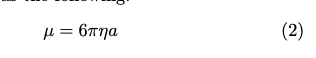 as the following:
μ = 6πηa (2)